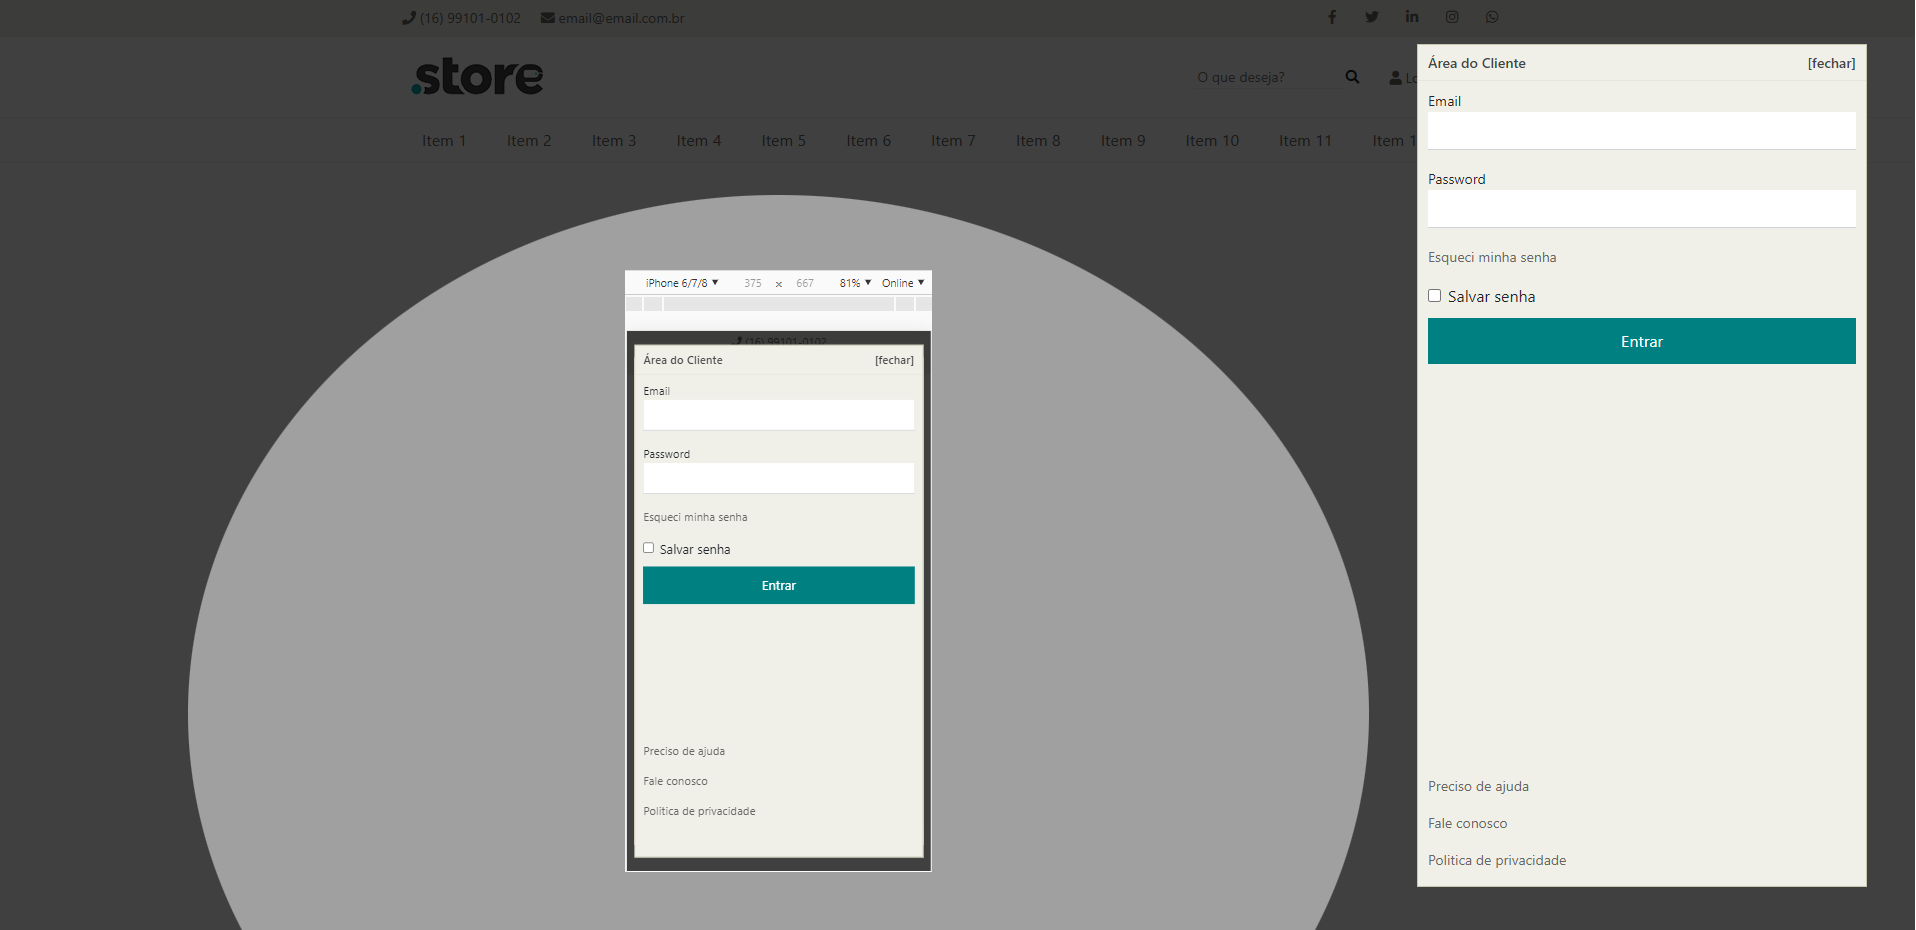 (16) 99101-0102 email@email.com.br
.store
O que deseja? Lo
Item 1 Item 2 Item 3 Item 4 Item 5 Item 6 Item 7 Item 8 Item 9 Item 10 Item 11 Item 1
iPhone 6/7/8 ▼ 375 x 667 81% ▼ Online ▼
(16) 99101-0102
Área do Cliente [fechar]
Email
Password
Esqueci minha senha
Salvar senha
Entrar
Preciso de ajuda
Fale conosco
Politica de privacidade
Área do Cliente [fechar]
Email
Password
Esqueci minha senha
Salvar senha
Entrar
Preciso de ajuda
Fale conosco
Politica de privacidade